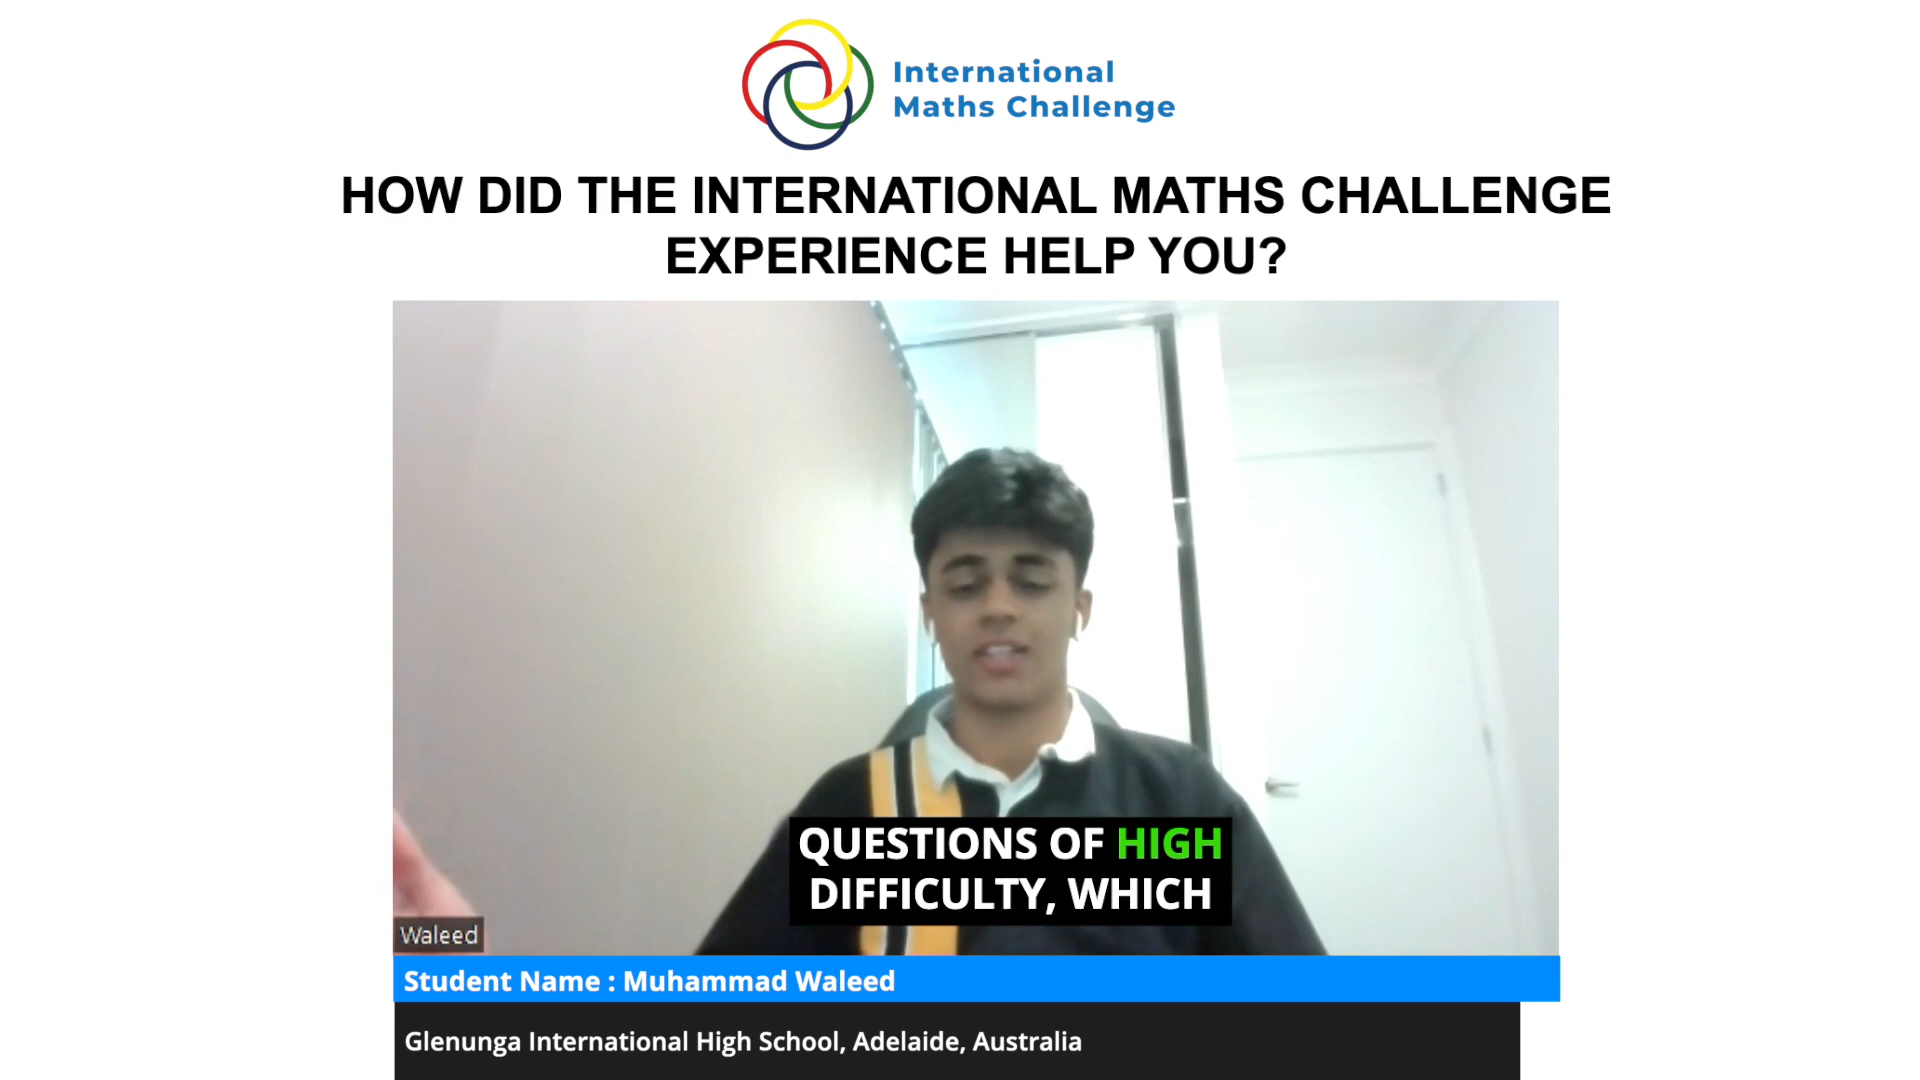 International
Maths Challenge
HOW DID THE INTERNATIONAL MATHS CHALLENGE
EXPERIENCE HELP YOU?
QUESTIONS OF HIGH
DIFFICULTY, WHICH
Waleed
Student Name : Muhammad Waleed
Glenunga International High School, Adelaide, Australia